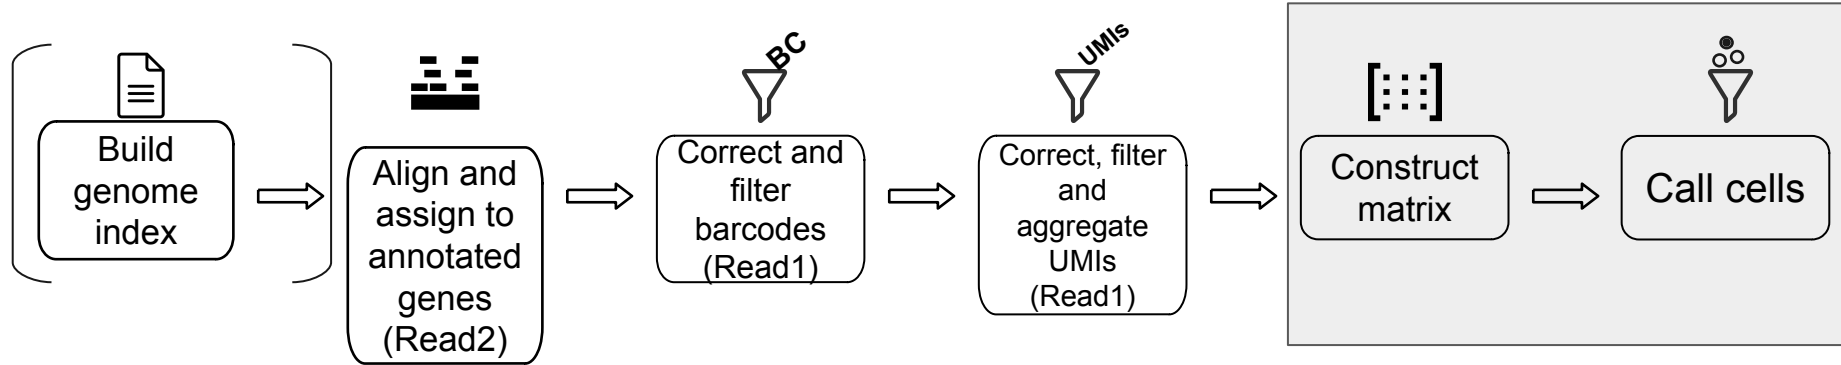 Build
genome
index
Align and
assign to
annotated
genes
(Read2)
BC
Correct and
filter
barcodes
(Read1)
UMIs
Correct, filter
and
aggregate
UMIs
(Read1)
Construct
matrix
Call cells